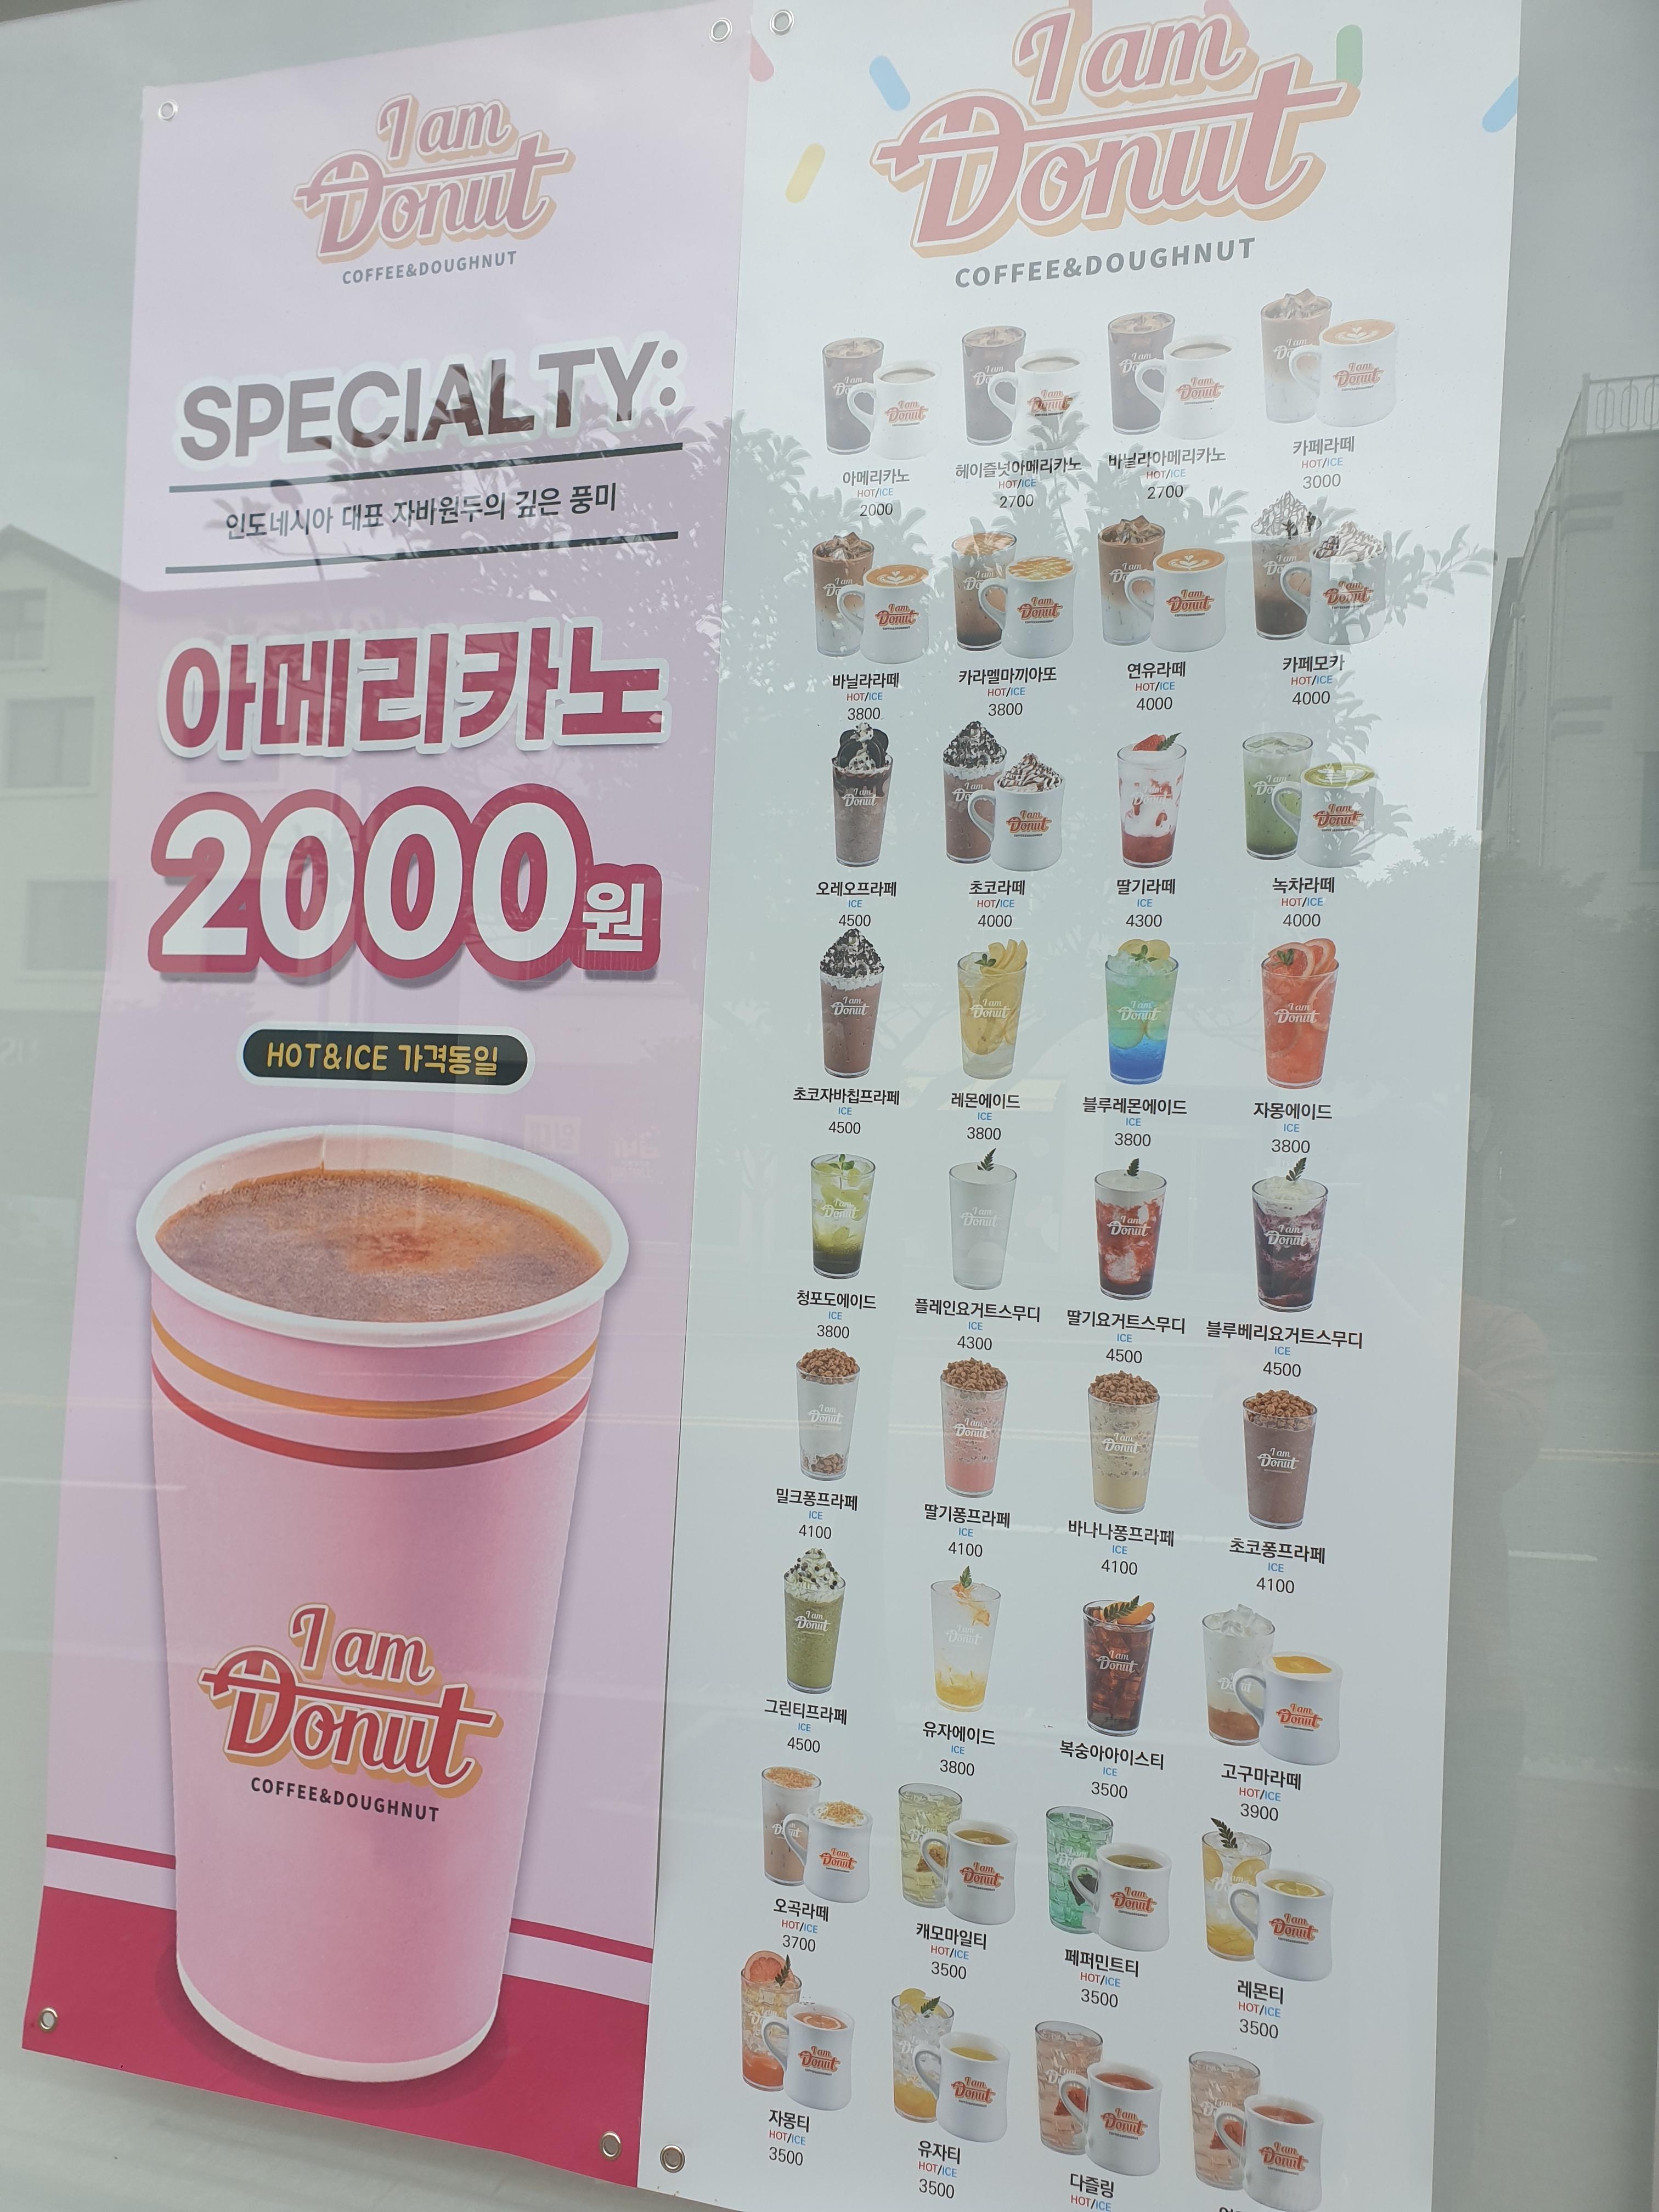 I am
Donut
COFFEE&DOUGHNUT
SPECIALTY:
인도네시아 대표 자바원두의 깊은 풍미
아메리카노
2000원
HOT&ICE 가격동일
I am
Donut
COFFEE&DOUGHNUT
I am
Donut
COFFEE&DOUGHNUT
아메리카노
HOT/ICE
2000
헤이즐넛아메리카노
HOT/ICE
2700
바닐라아메리카노
HOT/ICE
2700
카페라떼
HOT/ICE
3000
바닐라라떼
HOT/ICE
3800
카라멜마끼아또
HOT/ICE
3800
연유라떼
HOT/ICE
4000
카페모카
HOT/ICE
4000
오레오프라페
ICE
4500
초코라떼
HOT/ICE
4000
딸기라떼
ICE
4300
녹차라떼
HOT/ICE
4000
초코자바칩프라페
ICE
4500
레몬에이드
ICE
3800
블루레몬에이드
ICE
3800
자몽에이드
ICE
3800
청포도에이드
ICE
3800
플레인요거트스무디
ICE
4300
딸기요거트스무디
ICE
4500
블루베리요거트스무디
ICE
4500
밀크퐁프라페
ICE
4100
딸기퐁프라페
ICE
4100
바나나퐁프라페
ICE
4100
초코퐁프라페
ICE
4100
그린티프라페
ICE
4500
유자에이드
ICE
3800
복숭아아이스티
ICE
3500
고구마라떼
HOT/ICE
3900
오곡라떼
HOT/ICE
3700
캐모마일티
HOT/ICE
3500
페퍼민트티
HOT/ICE
3500
레몬티
HOT/ICE
3500
자몽티
HOT/ICE
3500
유자티
HOT/ICE
3500
다즐링
HOT/ICE